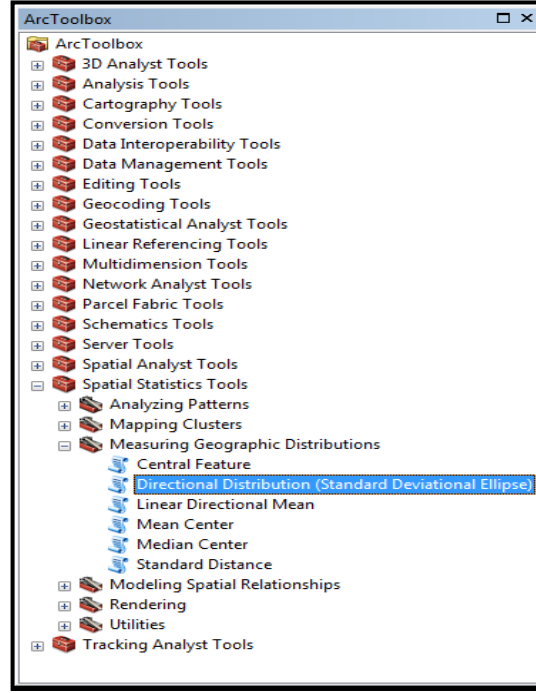 ArcToolbox
ArcToolbox
3D Analyst Tools
Analysis Tools
Cartography Tools
Conversion Tools
Data Interoperability Tools
Data Management Tools
Editing Tools
Geocoding Tools
Geostatistical Analyst Tools
Linear Referencing Tools
Multidimension Tools
Network Analyst Tools
Parcel Fabric Tools
Schematics Tools
Server Tools
Spatial Analyst Tools
Spatial Statistics Tools
Analyzing Patterns
Mapping Clusters
Measuring Geographic Distributions
Central Feature
Directional Distribution (Standard Deviational Ellipse)
Linear Directional Mean
Mean Center
Median Center
Standard Distance
Modeling Spatial Relationships
Rendering
Utilities
Tracking Analyst Tools